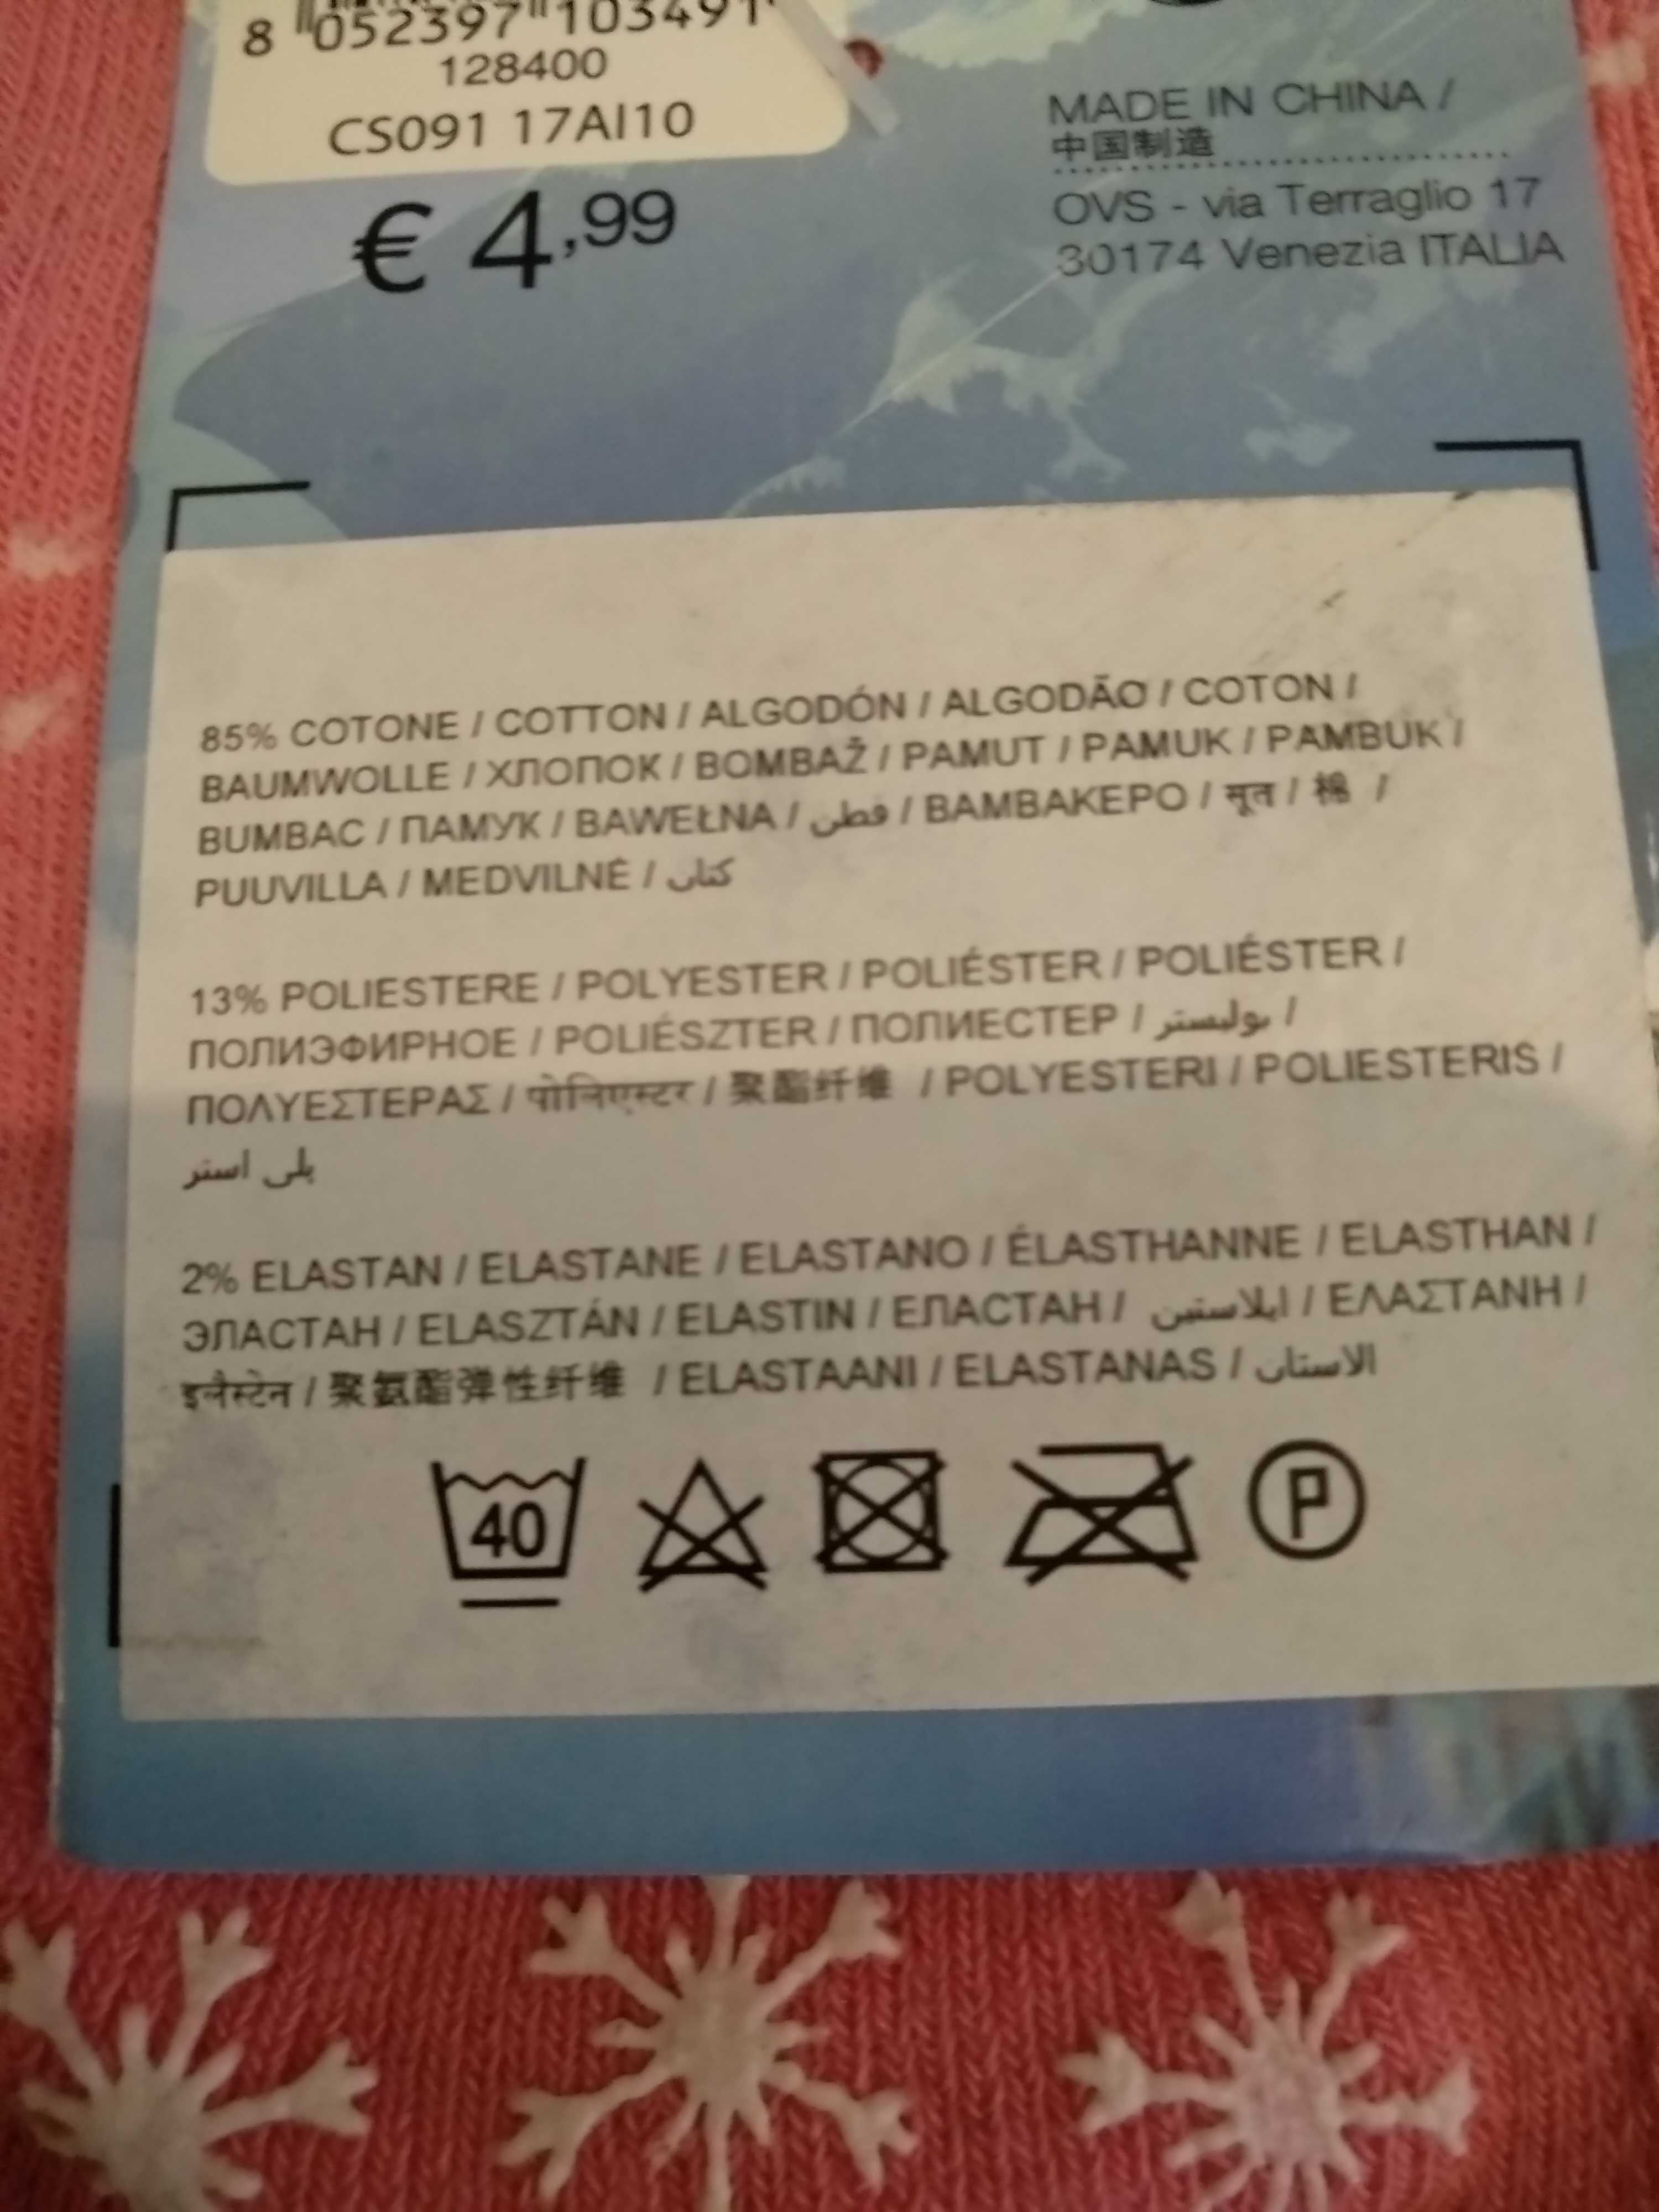 8 052397 103491
128400
CS091 17AI10
€ 4,99
MADE IN CHINA /
中国制造
OVS - via Terraglio 17
30174 Venezia ITALIA
85% COTONE / COTTON / ALGODÓN / ALGODÃO / COTON /
BAUMWOLLE / ХЛОПОК / BOMBAŽ / PAMUT / PAMUK / PAMBUK /
BUMBAC / ПАМУК / BAWEŁNA / قطن / ΒΑΜΒΑΚΕΡΟ / सूत / 棉 /
PUUVILLA / MEDVILNĖ / کتان
13% POLIESTERE / POLYESTER / POLIÉSTER / POLIÉSTER /
ПОЛИЭФИРНОЕ / POLIÉSZTER / ПОЛИЕСТЕР / بوليستر /
ΠΟΛΥΕΣΤΕΡΑΣ / पोलिएस्टर / 聚酯纤维 / POLYESTERI / POLIESTERIS /
پلی استر
2% ELASTAN / ELASTANE / ELASTANO / ÉLASTHANNE / ELASTHAN /
ЭЛАСТАН / ELASZTÁN / ELASTIN / ЕЛАСТАН / ايلاستين / ΕΛΑΣΤΑΝΗ /
इलैस्टेन / 聚氨酯弹性纤维 / ELASTAANI / ELASTANAS / الاستان
40 P